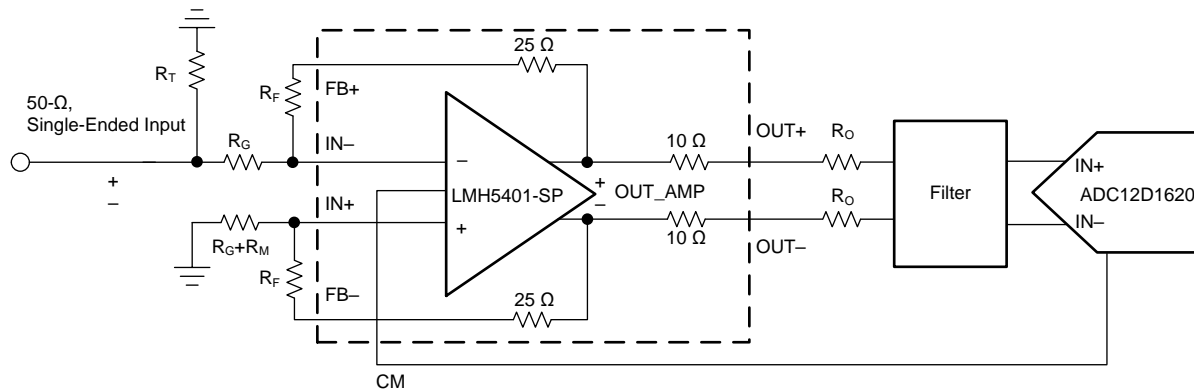 25 Ω
R_T
R_F
FB+
50-Ω,
Single-Ended Input
R_G
IN–
OUT+
R_O
10 Ω
–
+
–
LMH5401-SP
+
–
OUT_AMP
Filter
IN+
ADC12D1620
IN–
IN+
+
10 Ω
OUT–
R_O
R_G+R_M
R_F
FB–
25 Ω
CM